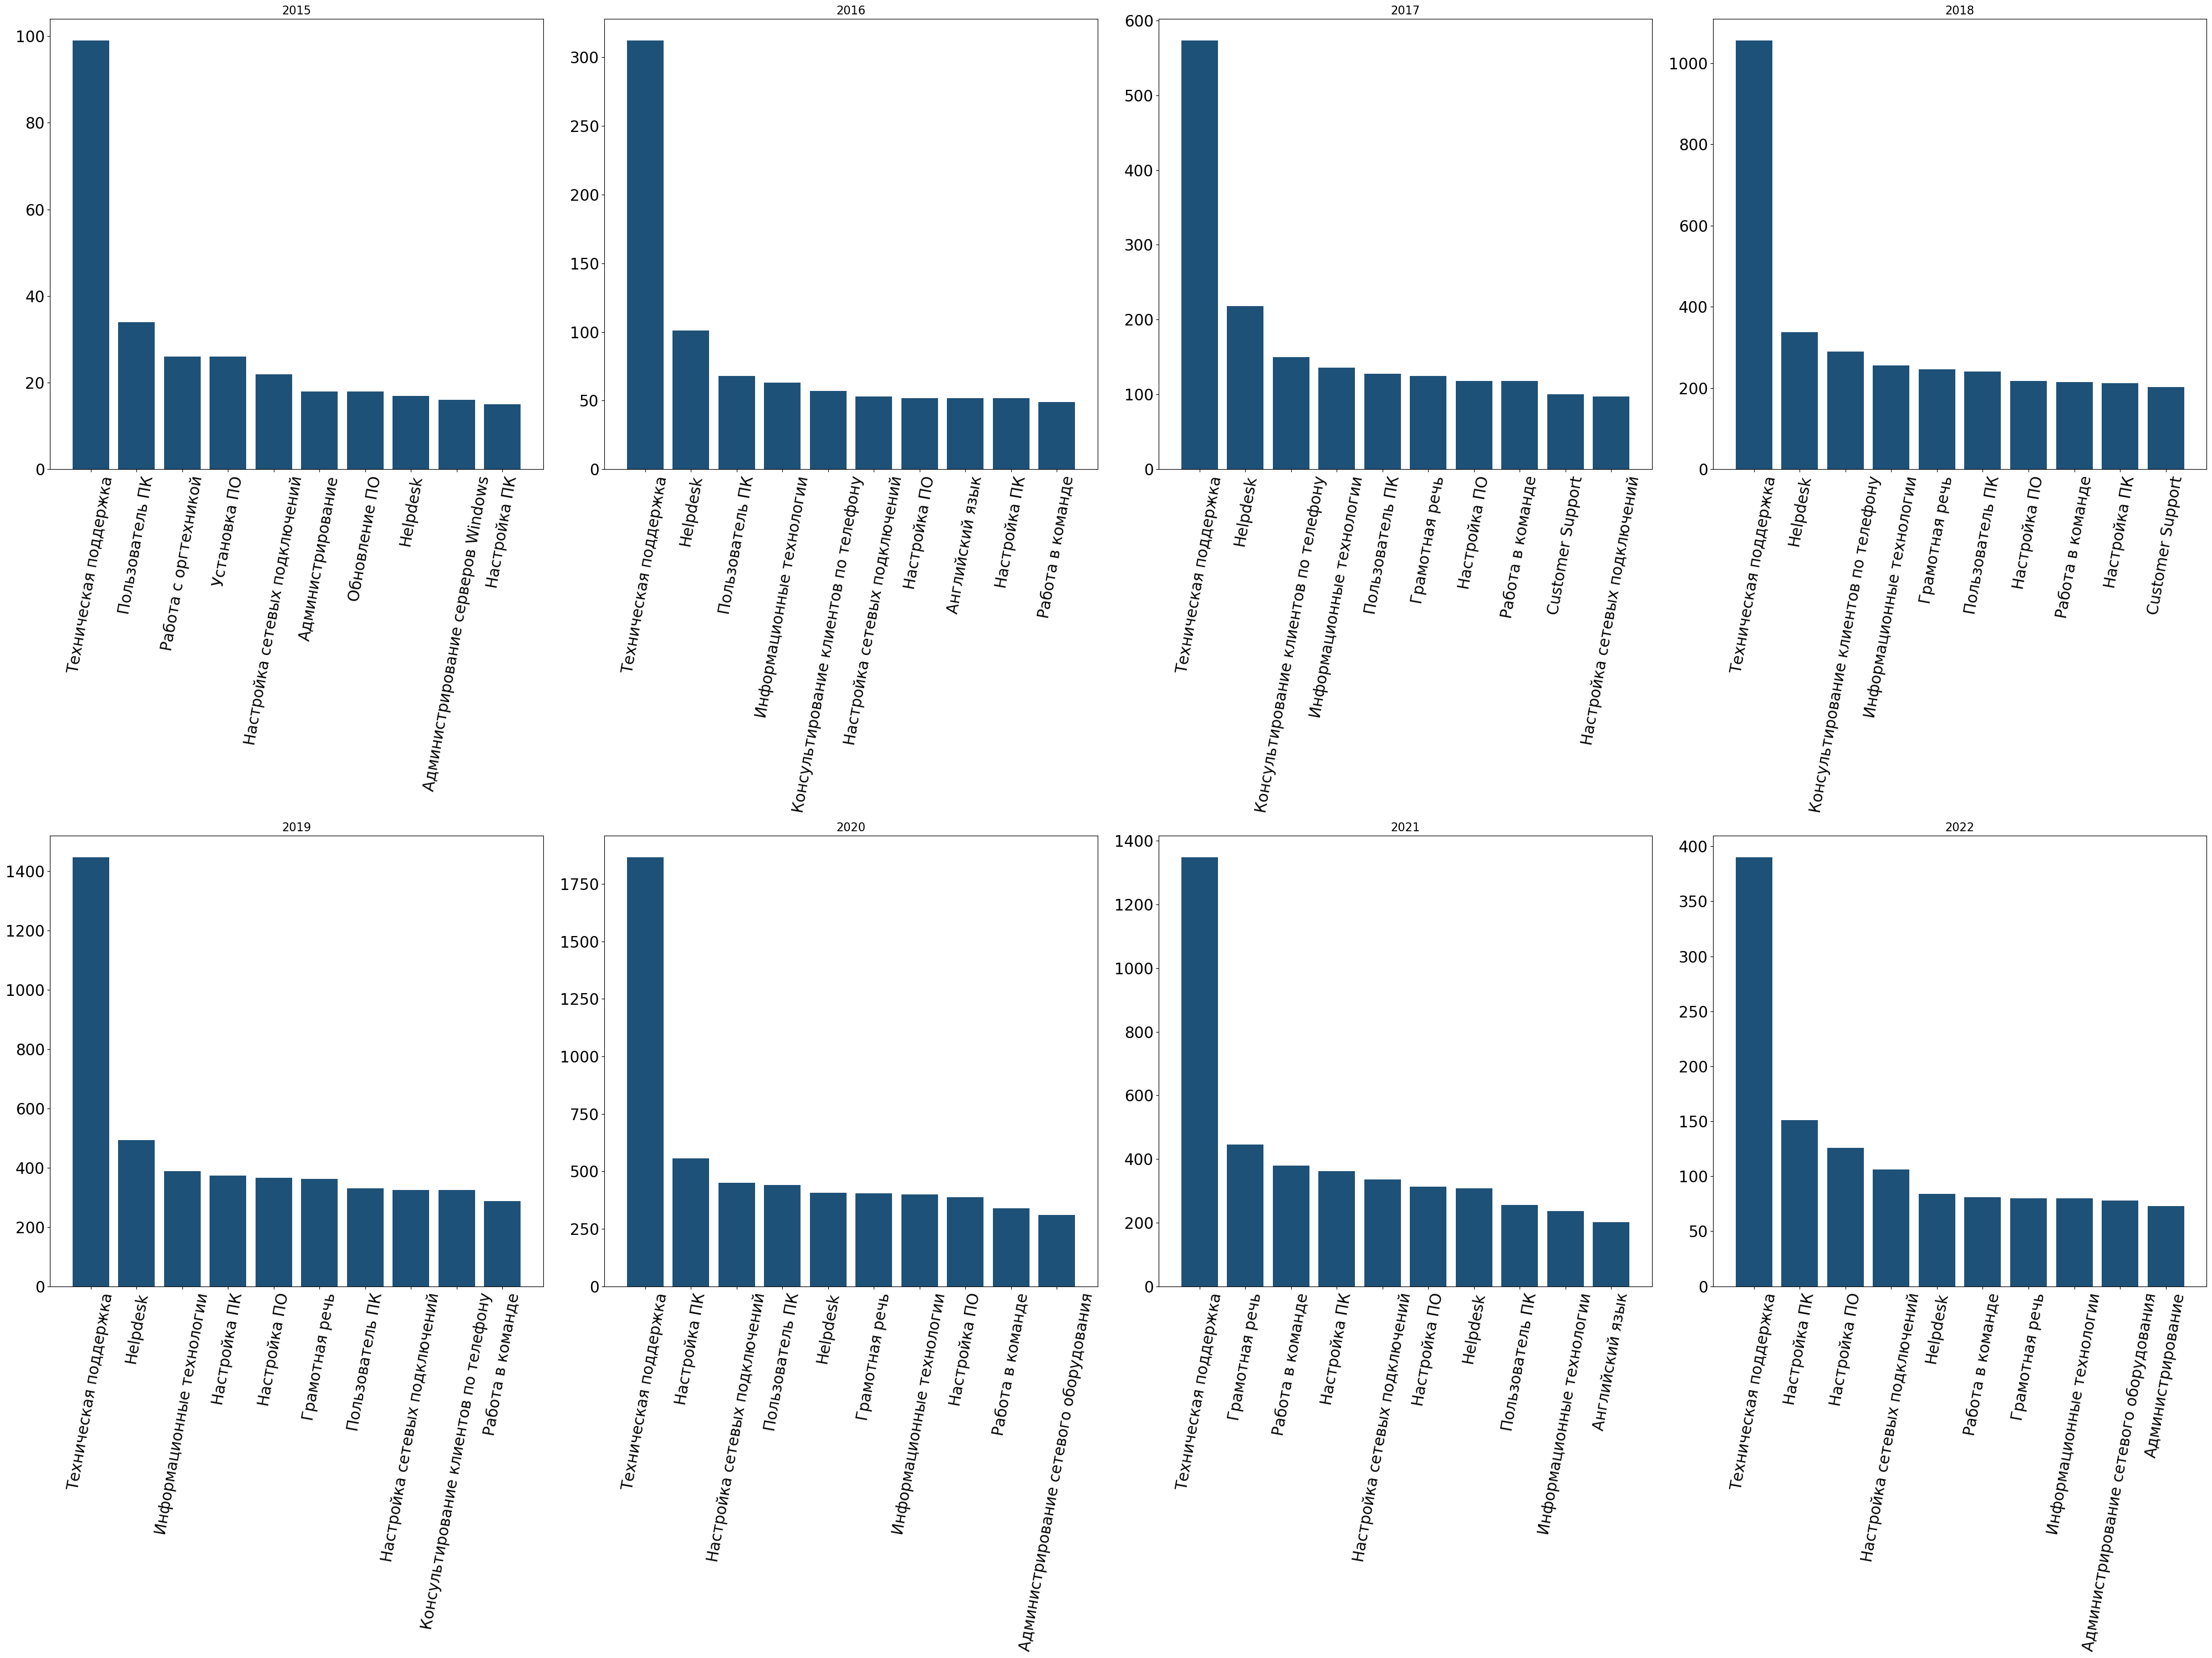 2015
100
80
60
40
20
0
Техническая поддержка
Пользователь ПК
Работа с оргтехникой
Установка ПО
Настройка сетевых подключений
Администрирование
Обновление ПО
Helpdesk
Администрирование серверов Windows
Настройка ПК
2016
300
250
200
150
100
50
0
Техническая поддержка
Helpdesk
Пользователь ПК
Информационные технологии
Консультирование клиентов по телефону
Настройка сетевых подключений
Настройка ПО
Английский язык
Настройка ПК
Работа в команде
2017
600
500
400
300
200
100
0
Техническая поддержка
Helpdesk
Консультирование клиентов по телефону
Информационные технологии
Пользователь ПК
Грамотная речь
Настройка ПО
Работа в команде
Customer Support
Настройка сетевых подключений
2018
1000
800
600
400
200
0
Техническая поддержка
Helpdesk
Консультирование клиентов по телефону
Информационные технологии
Грамотная речь
Пользователь ПК
Настройка ПО
Работа в команде
Настройка ПК
Customer Support
2019
1400
1200
1000
800
600
400
200
0
Техническая поддержка
Helpdesk
Информационные технологии
Настройка ПК
Настройка ПО
Грамотная речь
Пользователь ПК
Настройка сетевых подключений
Консультирование клиентов по телефону
Работа в команде
2020
1750
1500
1250
1000
750
500
250
0
Техническая поддержка
Настройка ПК
Настройка сетевых подключений
Пользователь ПК
Helpdesk
Грамотная речь
Информационные технологии
Настройка ПО
Работа в команде
Администрирование сетевого оборудования
2021
1400
1200
1000
800
600
400
200
0
Техническая поддержка
Грамотная речь
Работа в команде
Настройка ПК
Настройка сетевых подключений
Настройка ПО
Helpdesk
Пользователь ПК
Информационные технологии
Английский язык
2022
400
350
300
250
200
150
100
50
0
Техническая поддержка
Настройка ПК
Настройка ПО
Настройка сетевых подключений
Helpdesk
Работа в команде
Грамотная речь
Информационные технологии
Администрирование сетевого оборудования
Администрирование